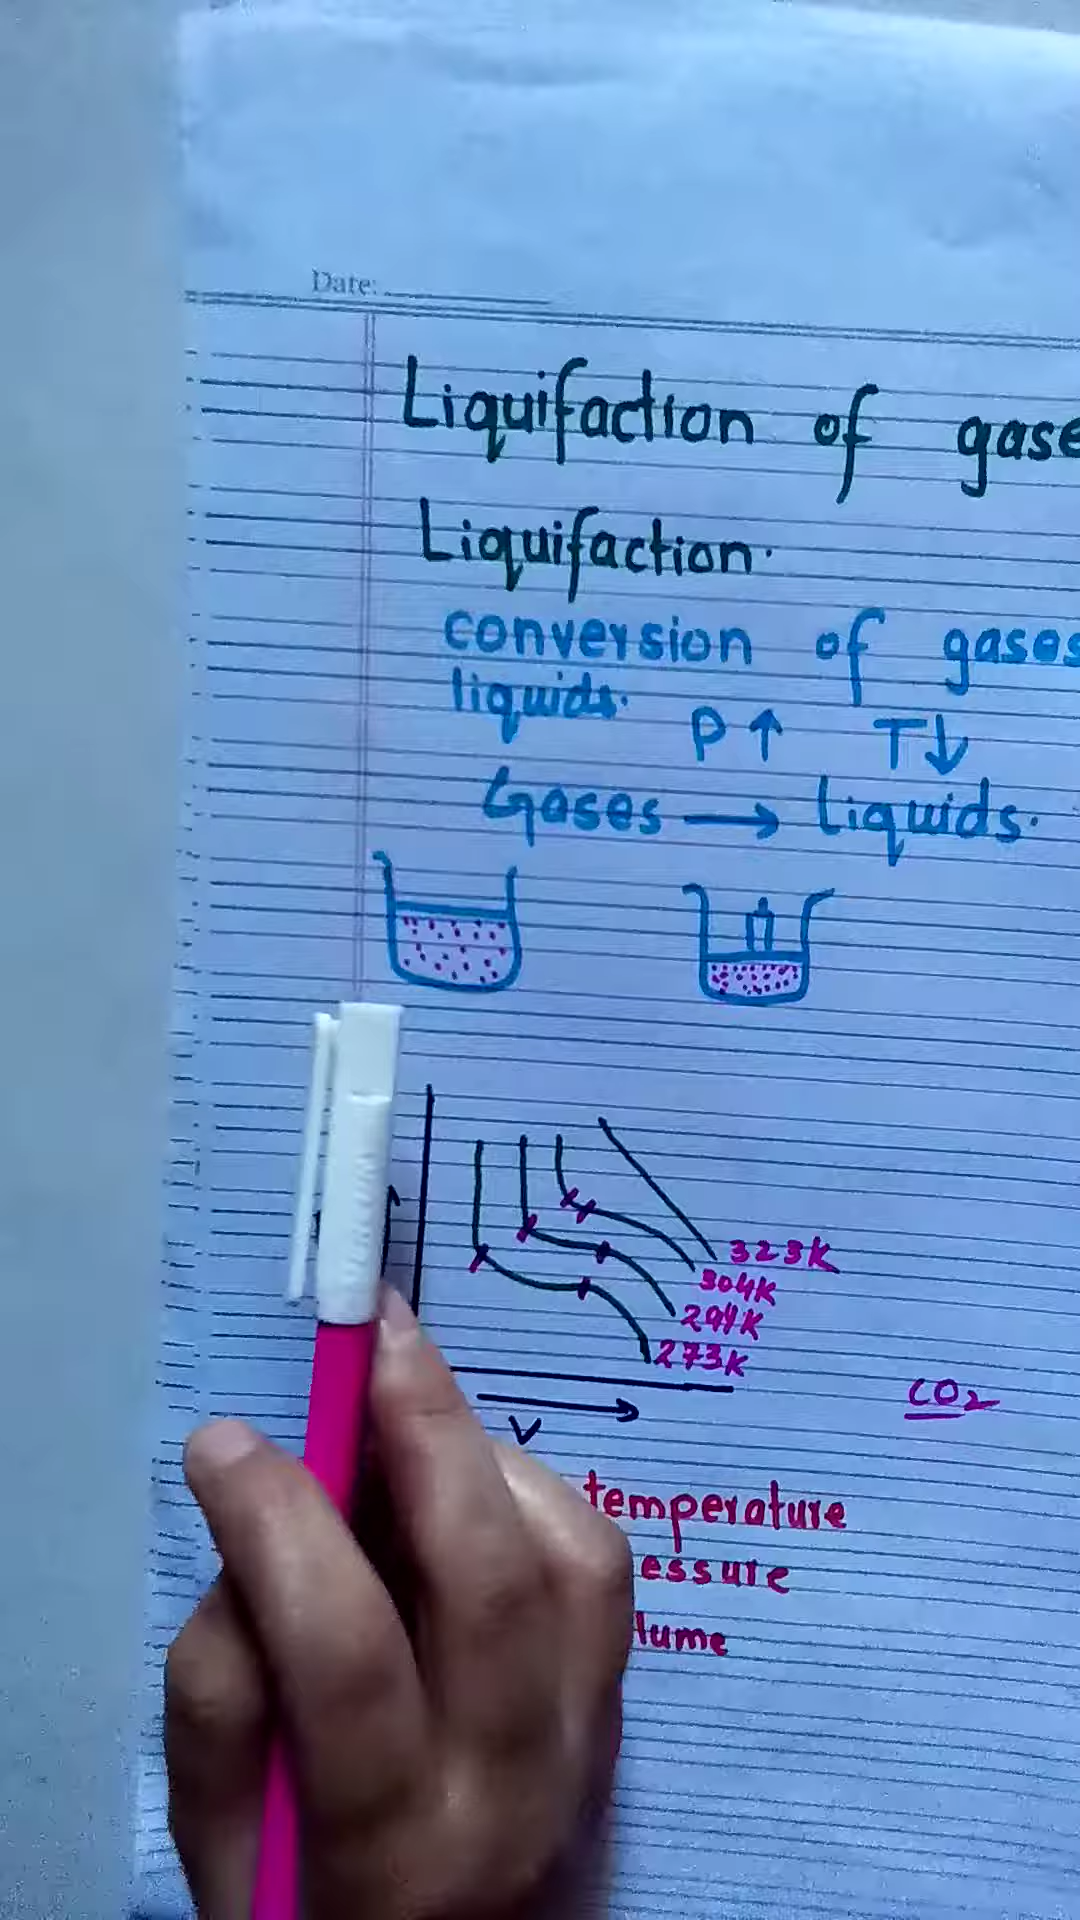 Date:
Liquifaction of gase
Liquifaction.
conversion of gases
liquids.
P↑ T↓
Gases → liquids.
323K
304K
294K
273K
CO2
V
temperature
essure
lume